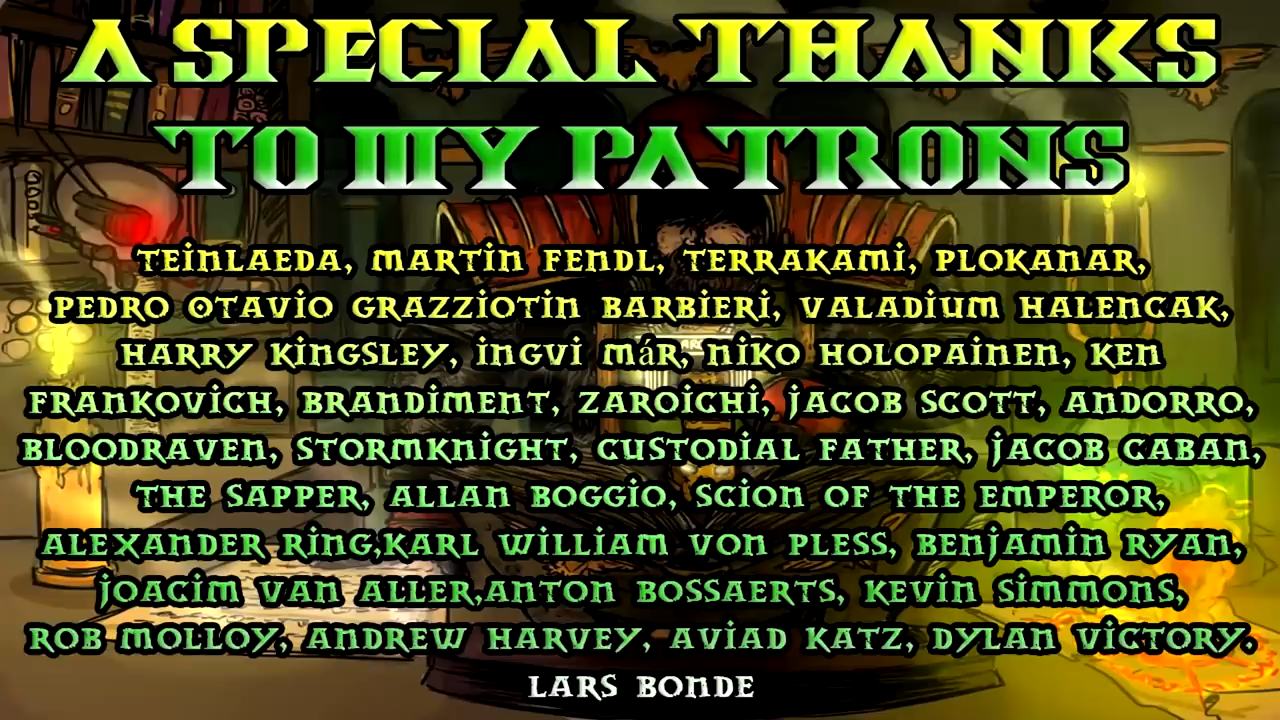 A SPECIAL THANKS
TO MY PATRONS
TEINLAEDA, MARTIN FENDL, TERRAKAMI, PLOKANAR,
PEDRO OTAVIO GRAZZIOTIN BARBIERI, VALADIUM HALENCAK,
HARRY KINGSLEY, INGVI Már, NIKO HOLOPAINEN, KEN
FRANKOVICH, BRANDIMENT, ZAROICHI, JACOB SCOTT, ANDORRO,
BLOODRAVEN, STORMKNIGHT, CUSTODIAL FATHER, JACOB CABAN,
THE SAPPER, ALLAN BOGGIO, SCION OF THE EMPEROR,
ALEXANDER RING,KARL WILLIAM VON PLESS, BENJAMIN RYAN,
JOACIM VAN ALLER,ANTON BOSSAERTS, KEVIN SIMMONS,
ROB MOLLOY, ANDREW HARVEY, AVIAD KATZ, DYLAN VICTORY.
LARS BONDE